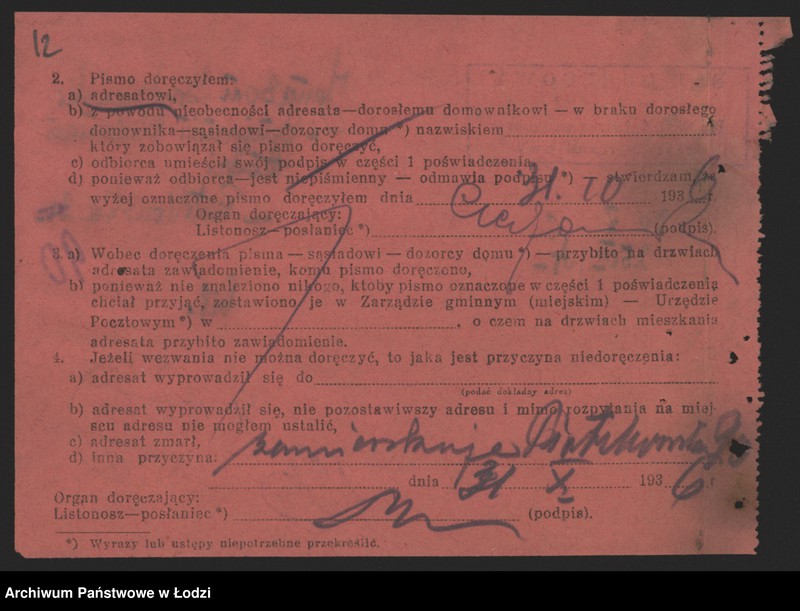 12
2. Pismo doręczyłem:
a) adresatowi,
b) z powodu nieobecności adresata—dorosłemu domownikowi — w braku dorosłego
domownika—sąsiadowi—dozorcy domu *) nazwiskiem
który zobowiązał się pismo doręczyć,
c) odbiorca umieścił swój podpis w części 1 poświadczenia,
d) ponieważ odbiorca—jest niepiśmienny — odmawia podpisu *) — stwierdzam, że
wyżej oznaczone pismo doręczyłem dnia 31. 1936 r.
Organ doręczający:
Listonosz—posłaniec *) (podpis).
3. a) Wobec doręczenia pisma — sąsiadowi — dozorcy domu *) — przybito na drzwiach
adresata zawiadomienie, komu pismo doręczono,
b) ponieważ nie znaleziono nikogo, ktoby pismo oznaczone w części 1 poświadczenia
chciał przyjąć, zostawiono je w Zarządzie gminnym (miejskim) — Urzędzie
Pocztowym *) w , o czem na drzwiach mieszkania
adresata przybito zawiadomienie.
4. Jeżeli wezwania nie można doręczyć, to jaka jest przyczyna niedoręczenia:
a) adresat wyprowadził się do
(podać dokładny adres)
b) adresat wyprowadził się, nie pozostawiwszy adresu i mimo rozpytania na miej-
scu adresu nie mogłem ustalić,
c) adresat zmarł,
d) inna przyczyna: zamieszkuje
dnia 31 X 1936 r
Organ doręczający:
Listonosz—posłaniec *) (podpis).
*) Wyrazy lub ustępy niepotrzebne przekreślić.
Archiwum Państwowe w Łodzi